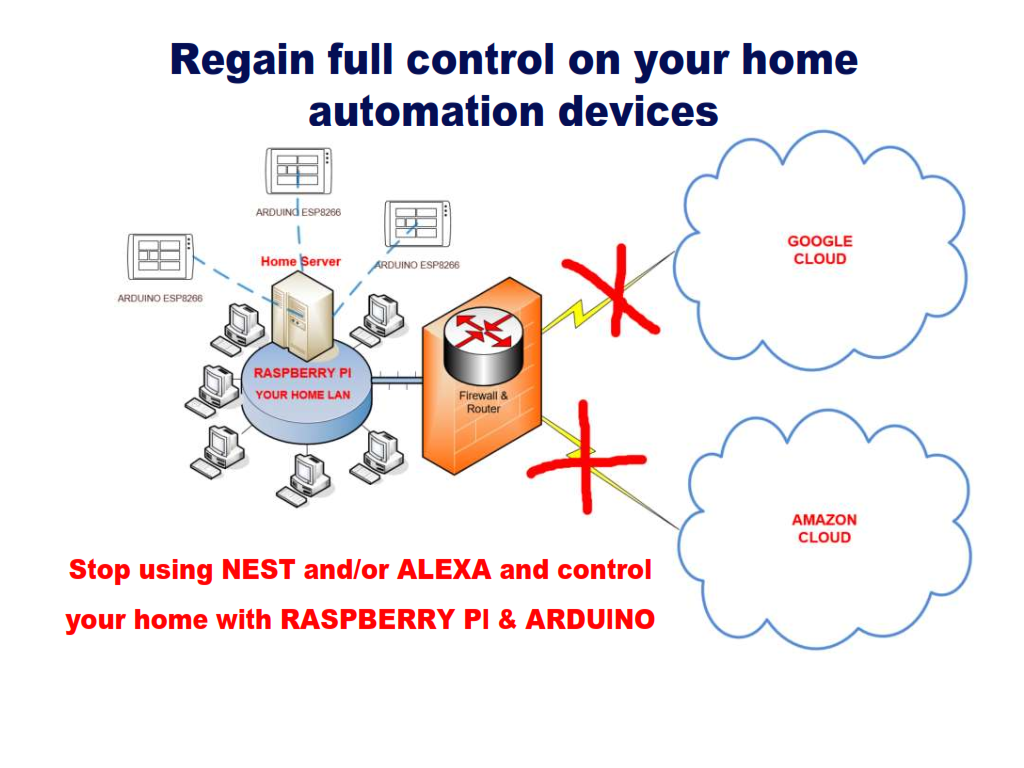 Regain full control on your home
automation devices
ARDUINO ESP8266
ARDUINO ESP8266
ARDUINO ESP8266
Home Server
RASPBERRY PI
YOUR HOME LAN
Firewall &
Router
GOOGLE
CLOUD
AMAZON
CLOUD
Stop using NEST and/or ALEXA and control
your home with RASPBERRY PI & ARDUINO